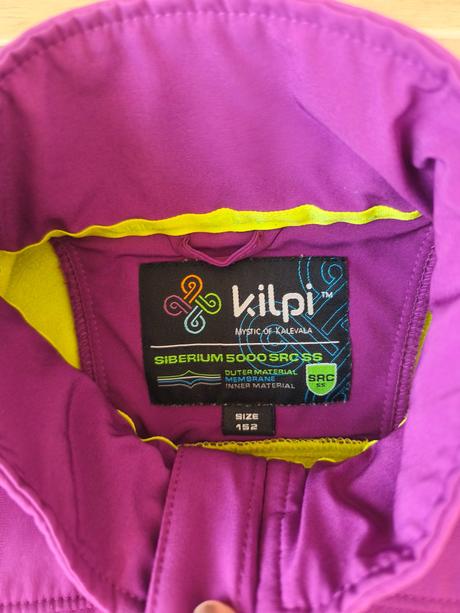 kilpi™
MYSTIC OF KALEVALA
SIBERIUM 5000 SRC SS
OUTER MATERIAL
MEMBRANE
INNER MATERIAL
SRC
SS
SIZE
152